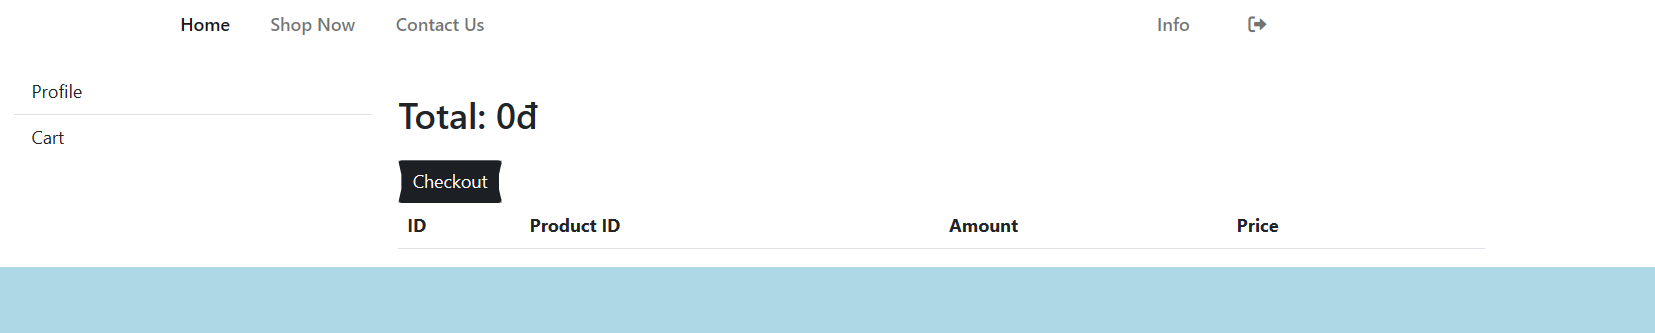 Home Shop Now Contact Us Info
Profile
Cart
Total: 0đ
Checkout
ID Product ID Amount Price